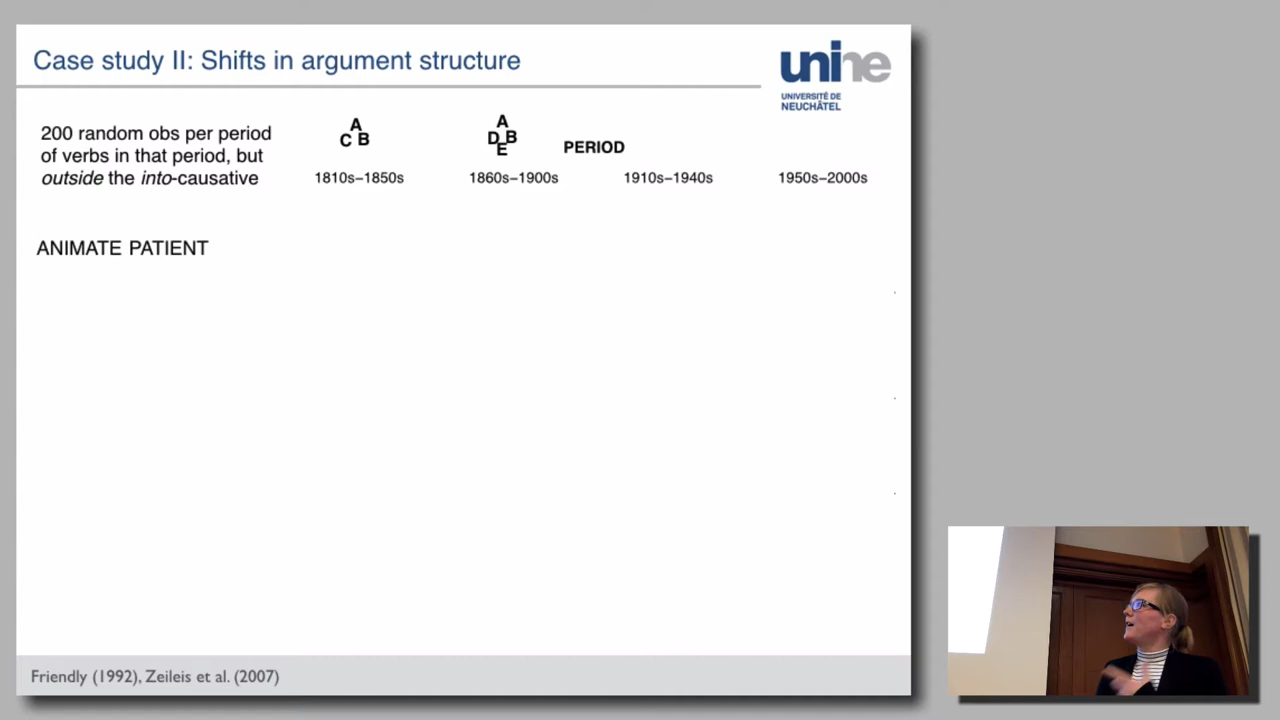 Case study II: Shifts in argument structure
unine
UNIVERSITÉ DE
NEUCHÂTEL
200 random obs per period
of verbs in that period, but
outside the into-causative
A
C B
A
D B
E
PERIOD
1810s–1850s 1860s–1900s 1910s–1940s 1950s–2000s
ANIMATE PATIENT
Friendly (1992), Zeileis et al. (2007)